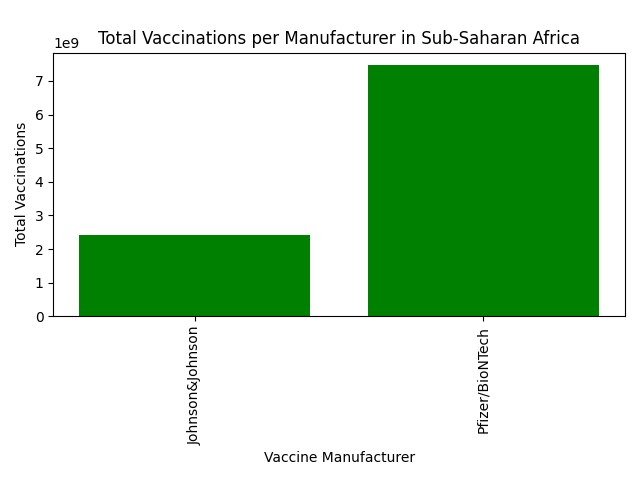 Total Vaccinations per Manufacturer in Sub-Saharan Africa
1e9
7
6
5
4
3
2
1
0
Total Vaccinations
Johnson&Johnson
Pfizer/BioNTech
Vaccine Manufacturer